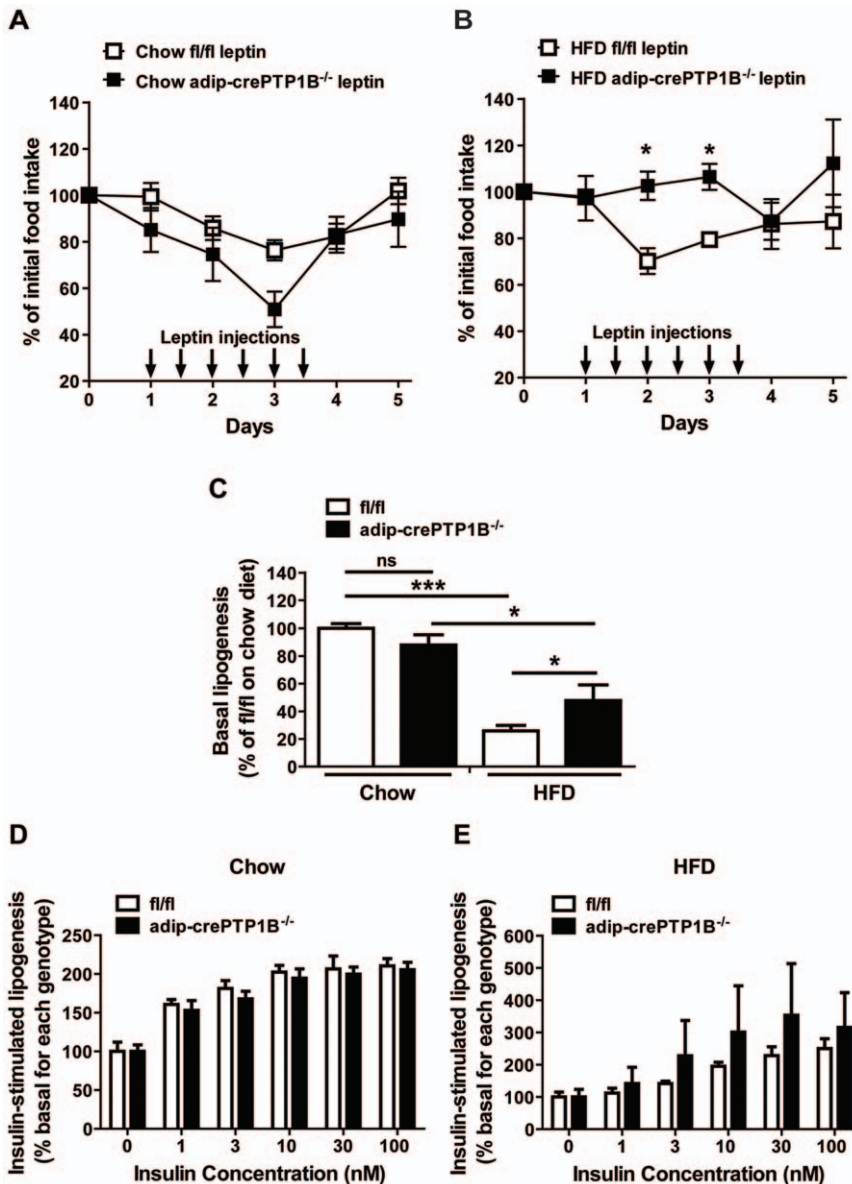 A
Chow fl/fl leptin
Chow adip-crePTP1B-/- leptin
% of initial food intake
140
120
100
80
60
40
20
Leptin injections
0 1 2 3 4 5
Days
B
HFD fl/fl leptin
HFD adip-crePTP1B-/- leptin
% of initial food intake
140
120
100
80
60
40
20
* *
Leptin injections
0 1 2 3 4 5
Days
C
fl/fl
adip-crePTP1B-/-
Basal lipogenesis
(% of fl/fl on chow diet)
140
120
100
80
60
40
20
0
ns
***
*
*
Chow HFD
D
Chow
fl/fl
adip-crePTP1B-/-
Insulin-stimulated lipogenesis
(% basal for each genotype)
250
200
150
100
50
0
0 1 3 10 30 100
Insulin Concentration (nM)
E
HFD
fl/fl
adip-crePTP1B-/-
Insulin-stimulated lipogenesis
(% basal for each genotype)
600
500
400
300
200
100
0
0 1 3 10 30 100
Insulin Concentration (nM)